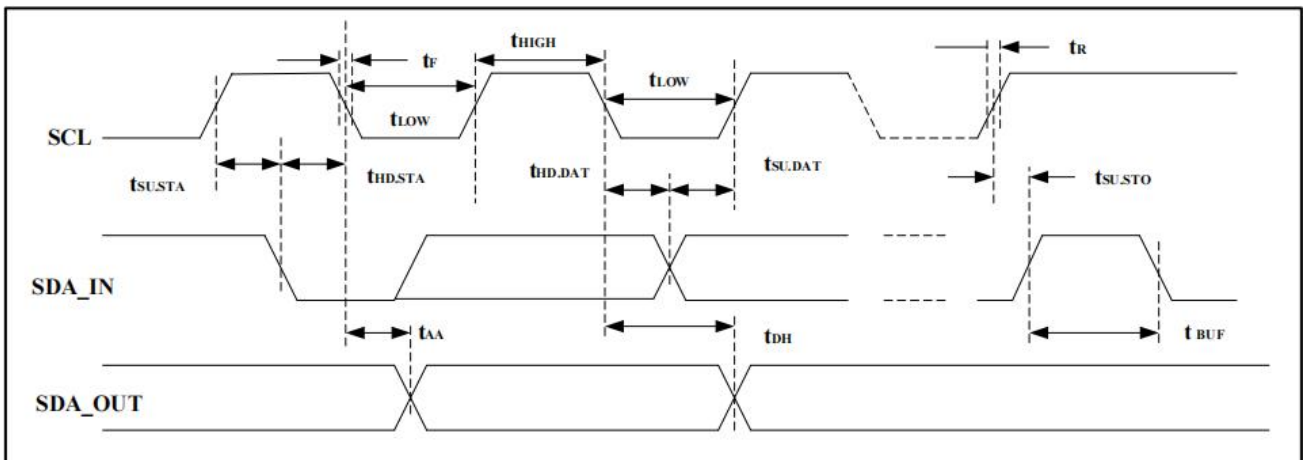 tHIGH
tR
tF
tLOW
tLOW
SCL
tSU.STA
tHD.STA
tHD.DAT
tSU.DAT
tSU.STO
SDA_IN
tAA
tDH
t BUF
SDA_OUT